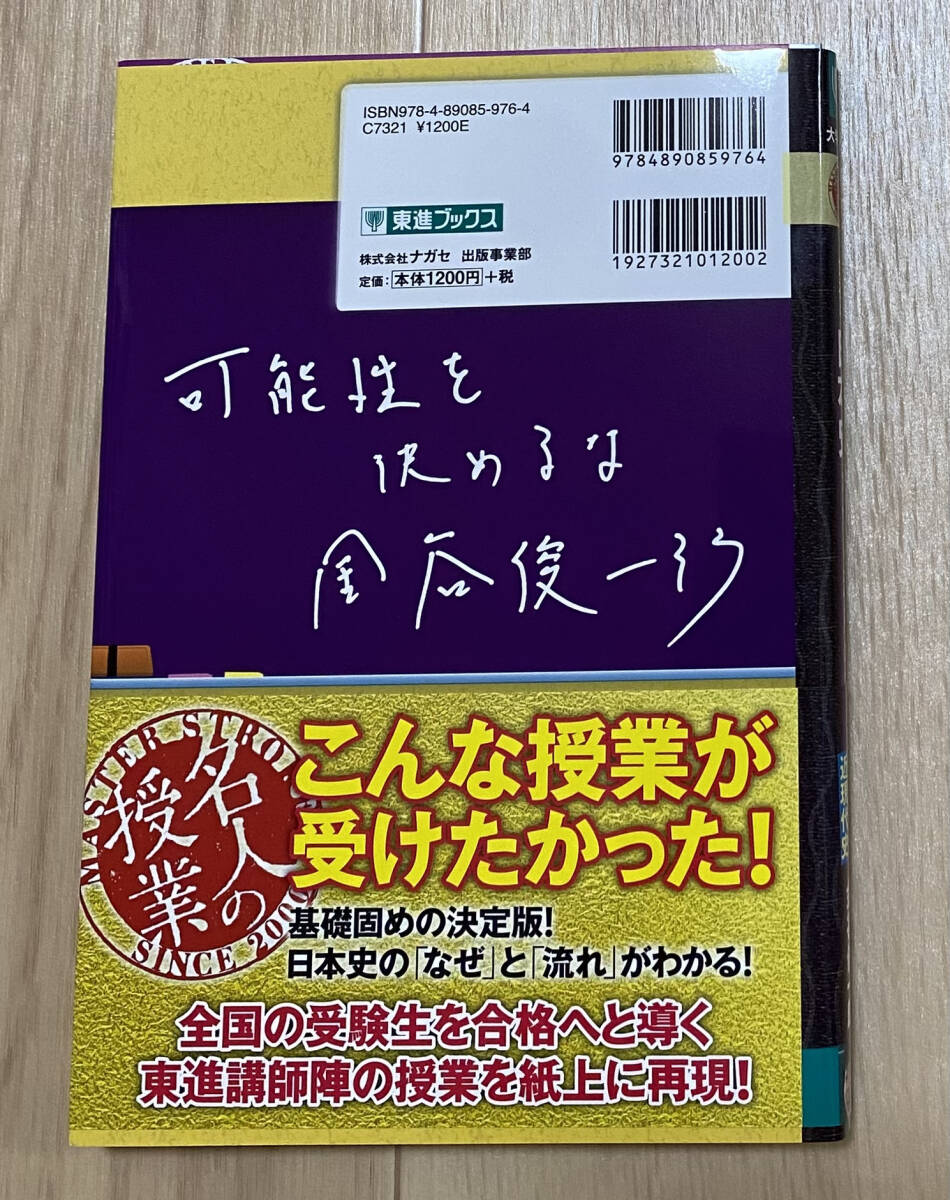 ISBN978-4-89085-976-4
C7321 ¥1200E
9784890859764
東進ブックス
株式会社ナガセ 出版事業部
定価:本体1200円+税
1927321012002
可能性を
決めるな
金谷俊一郎
MASTER STRO
名人の
授業
SINCE 200
こんな授業が
受けたかった!
基礎固めの決定版!
日本史の「なぜ」と「流れ」がわかる!
全国の受験生を合格へと導く
東進講師陣の授業を紙上に再現!